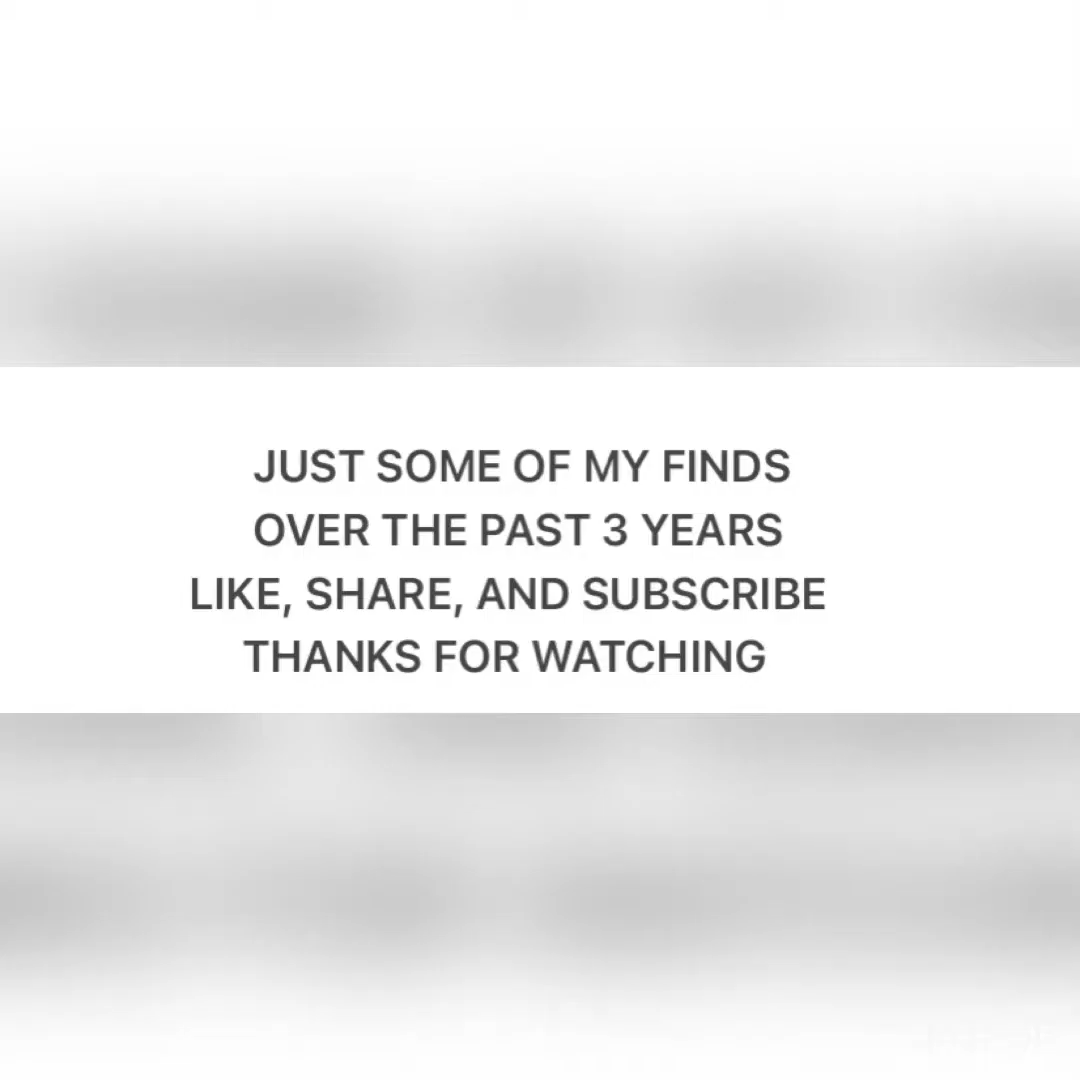 JUST SOME OF MY FINDS
OVER THE PAST 3 YEARS
LIKE, SHARE, AND SUBSCRIBE
THANKS FOR WATCHING